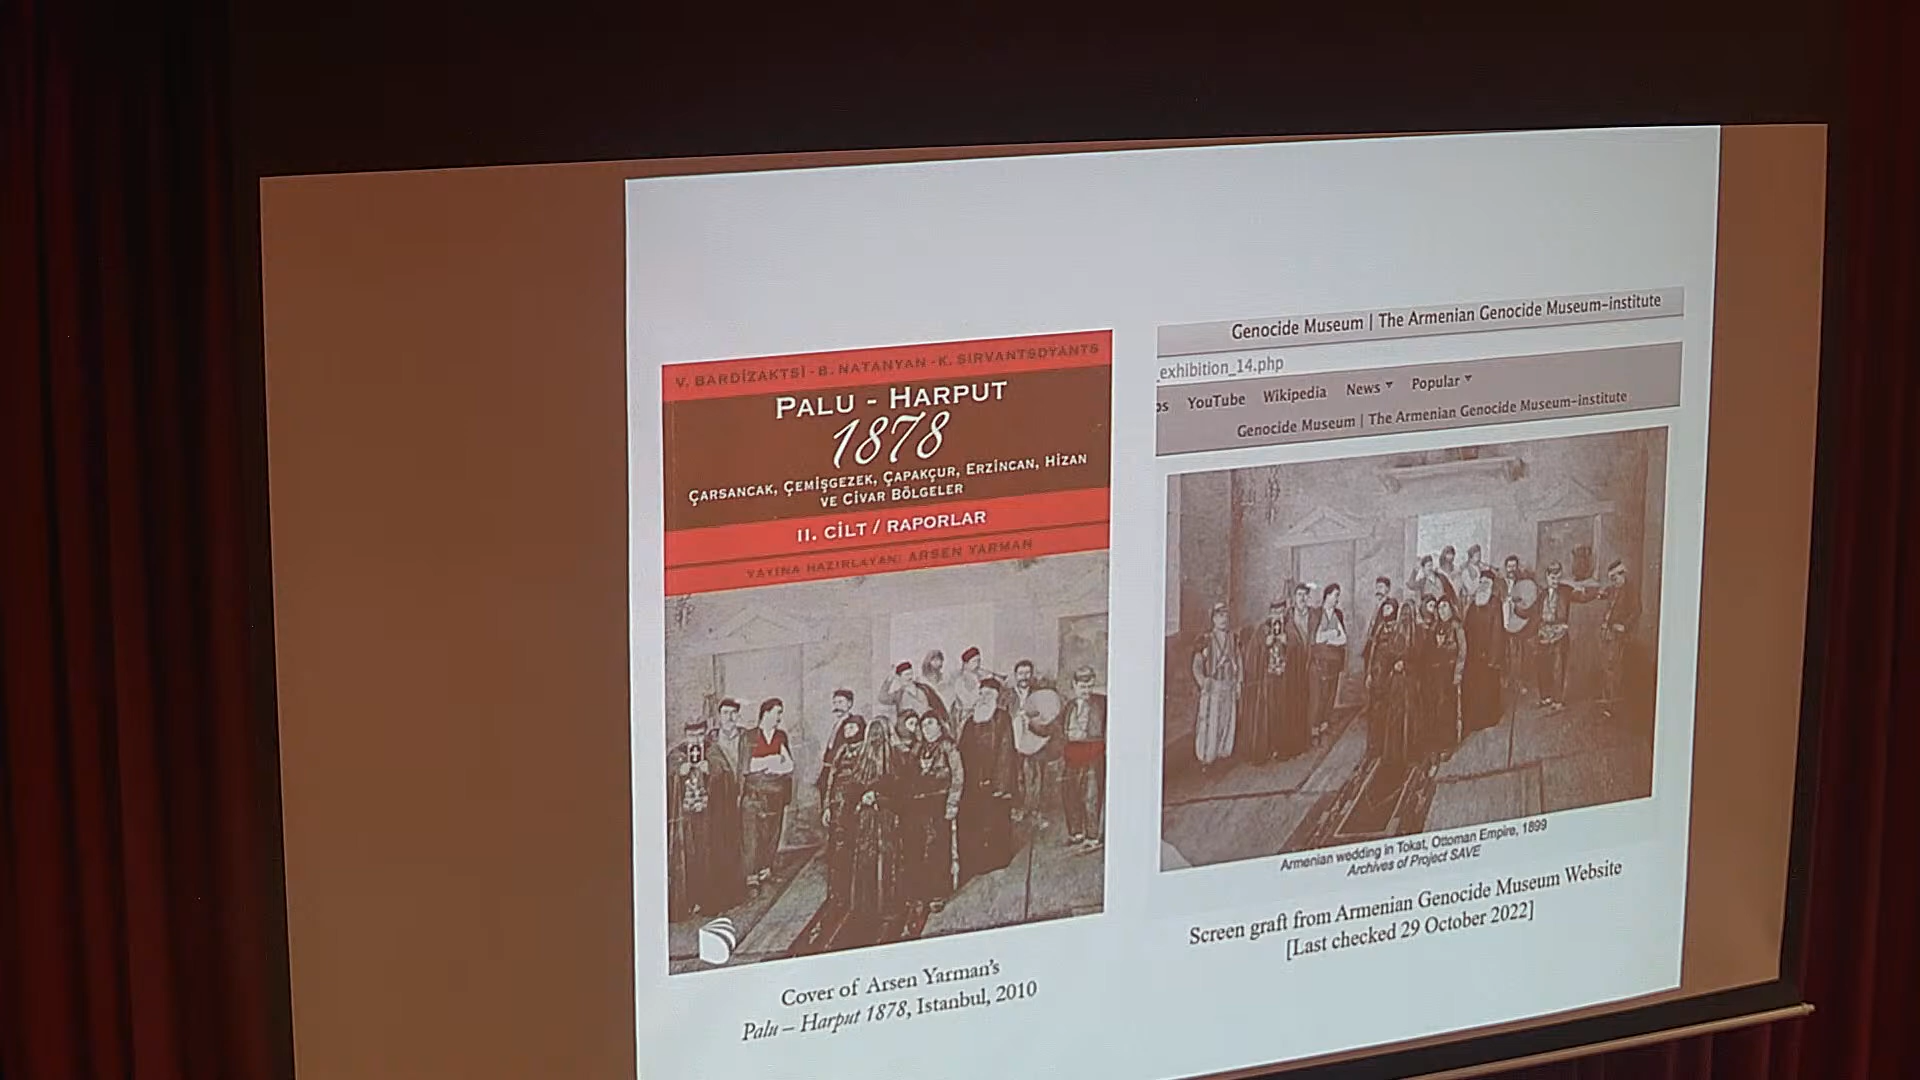 V. BARDİZAKTSİ - B. NATANYAN - K. SIRVANTSDTANTS
PALU - HARPUT
1878
ÇARSANCAK, ÇEMİŞGEZEK, ÇAPAKÇUR, ERZİNCAN, HİZAN
VE CİVAR BÖLGELER
II. CİLT / RAPORLAR
YAYINA HAZIRLAYAN: ARSEN YARMAN
Cover of Arsen Yarman's
Palu – Harput 1878, Istanbul, 2010
Genocide Museum | The Armenian Genocide Museum-institute
exhibition_14.php
os YouTube Wikipedia News Popular
Genocide Museum | The Armenian Genocide Museum-institute
Armenian wedding in Tokat, Ottoman Empire, 1899
Archives of Project SAVE
Screen graft from Armenian Genocide Museum Website
[Last checked 29 October 2022]